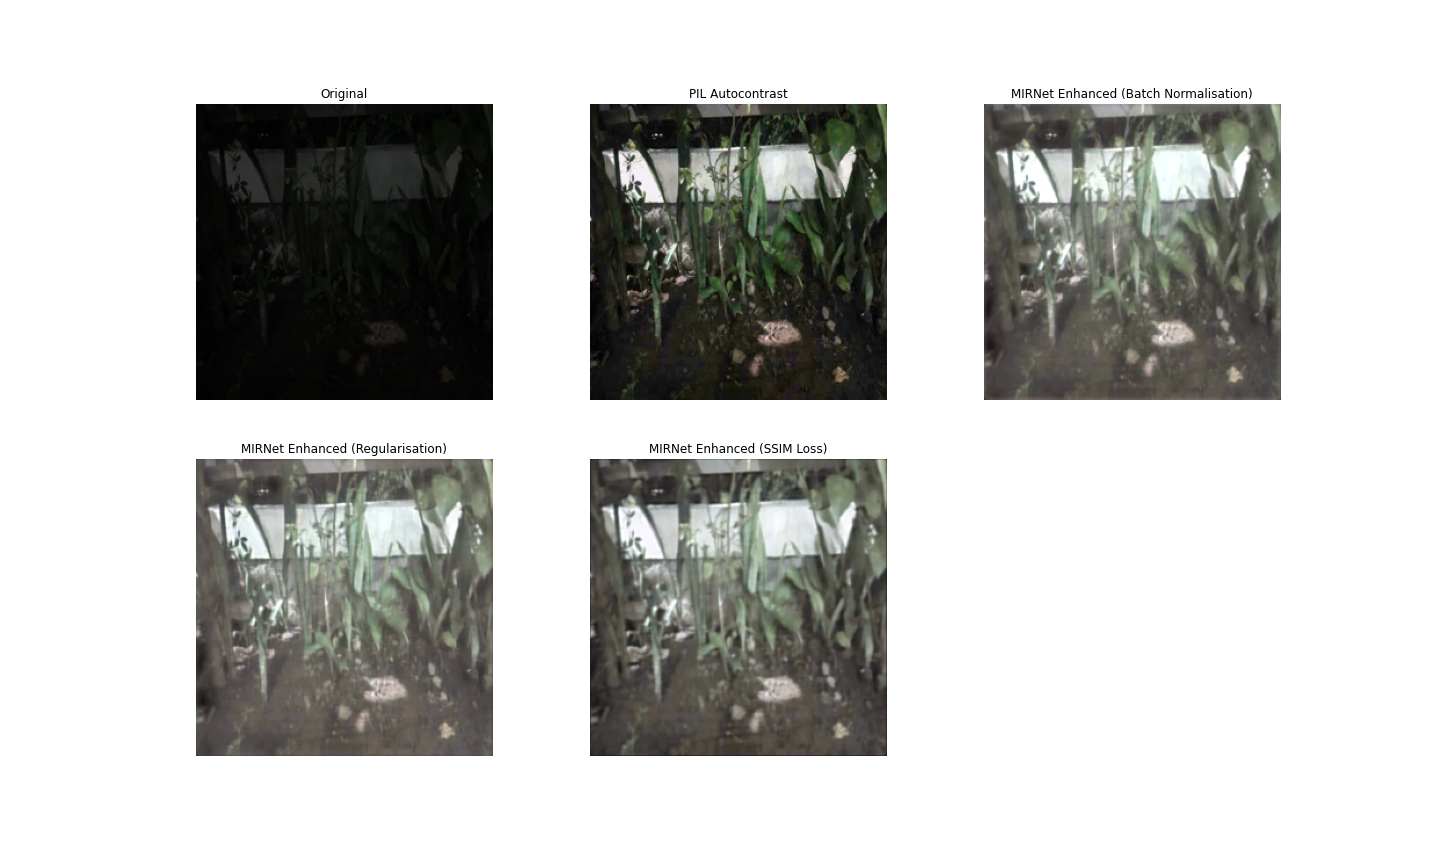 Original
PIL Autocontrast
MIRNet Enhanced (Batch Normalisation)
MIRNet Enhanced (Regularisation)
MIRNet Enhanced (SSIM Loss)